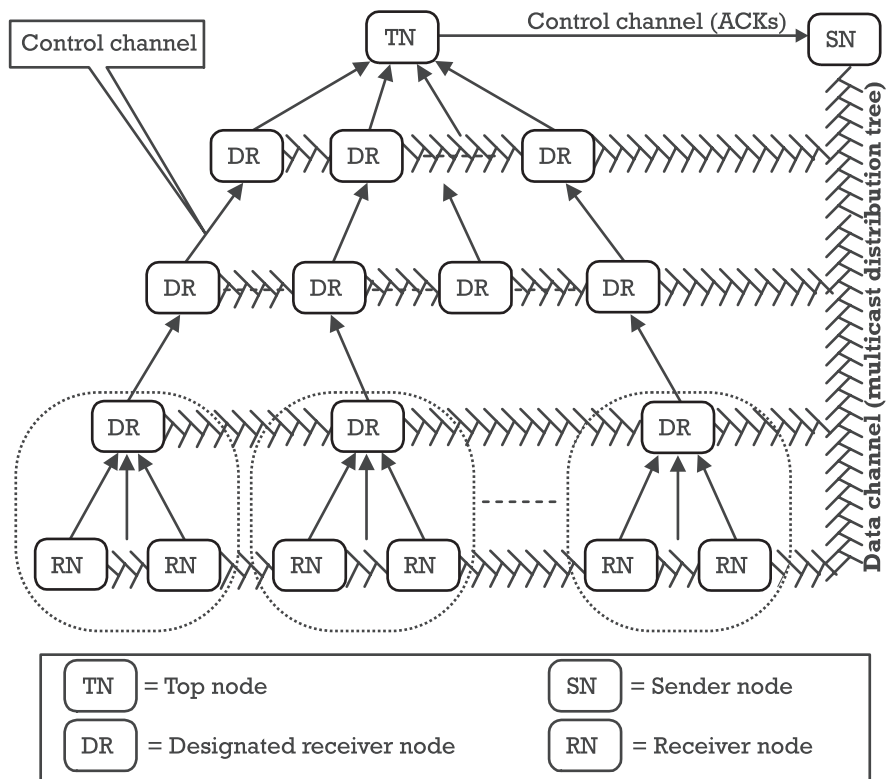 Control channel (ACKs)
TN
SN
Control channel
DR DR DR
DR DR DR DR
DR DR DR
RN RN RN RN RN RN
Data channel (multicast distribution tree)
TN = Top node
SN = Sender node
DR = Designated receiver node
RN = Receiver node